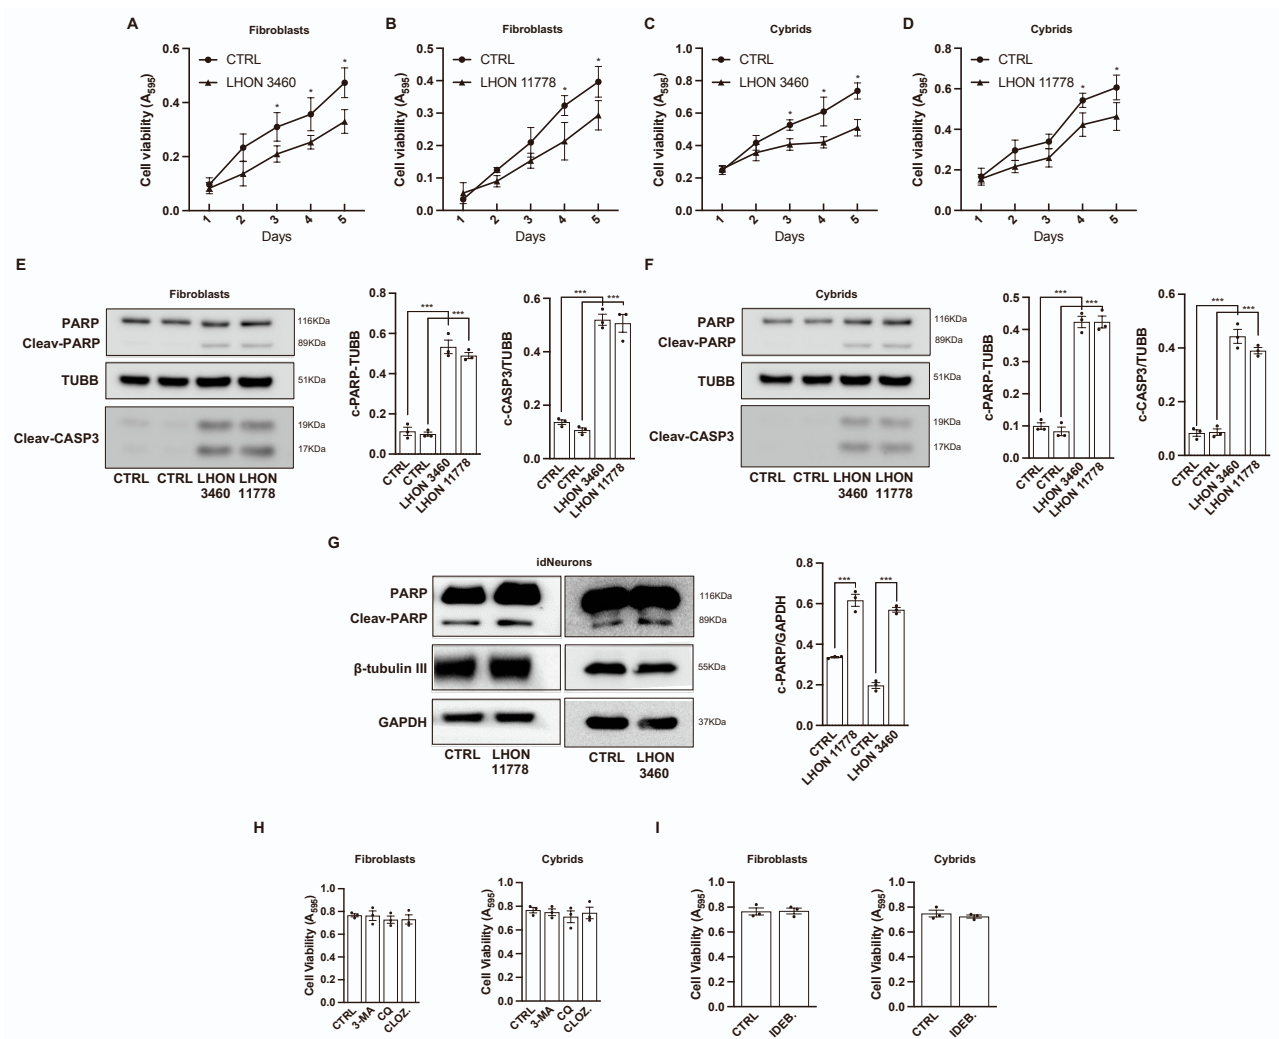 A
Fibroblasts
CTRL
LHON 3460
Cell viability (A595)
0.6
0.4
0.2
0.0
1 2 3 4 5
* * *
Days
B
Fibroblasts
CTRL
LHON 11778
Cell viability (A595)
0.5
0.4
0.3
0.2
0.1
0.0
1 2 3 4 5
* *
Days
C
Cybrids
CTRL
LHON 3460
Cell viability (A595)
1.0
0.8
0.6
0.4
0.2
0.0
1 2 3 4 5
* * *
Days
D
Cybrids
CTRL
LHON 11778
Cell viability (A595)
0.8
0.6
0.4
0.2
0.0
1 2 3 4 5
* *
Days
E
Fibroblasts
PARP 116KDa
Cleav-PARP 89KDa
TUBB 51KDa
Cleav-CASP3 19KDa
17KDa
CTRL CTRL LHON LHON
3460 11778
c-PARP-TUBB
0.8
0.6
0.4
0.2
0.0
*** ***
CTRL
CTRL
LHON 3460
LHON 11778
c-CASP3/TUBB
0.6
0.4
0.2
0.0
*** ***
CTRL
CTRL
LHON 3460
LHON 11778
F
Cybrids
PARP 116KDa
Cleav-PARP 89KDa
TUBB 51KDa
Cleav-CASP3 19KDa
17KDa
CTRL CTRL LHON LHON
3460 11778
c-PARP-TUBB
0.5
0.4
0.3
0.2
0.1
0.0
*** ***
CTRL
CTRL
LHON 3460
LHON 11778
c-CASP3/TUBB
0.6
0.4
0.2
0.0
*** ***
CTRL
CTRL
LHON 3460
LHON 11778
G
idNeurons
PARP 116KDa
Cleav-PARP 89KDa
β-tubulin III 55KDa
GAPDH 37KDa
CTRL LHON CTRL LHON
11778 3460
c-PARP/GAPDH
0.8
0.6
0.4
0.2
0.0
*** ***
CTRL
LHON 11778
CTRL
LHON 3460
H
Fibroblasts
Cell Viability (A595)
1.0
0.8
0.6
0.4
0.2
0.0
CTRL
3-MA
CQ
CLOZ.
Cybrids
Cell Viability (A595)
1.0
0.8
0.6
0.4
0.2
0.0
CTRL
3-MA
CQ
CLOZ.
I
Fibroblasts
Cell Viability (A595)
1.0
0.8
0.6
0.4
0.2
0.0
CTRL
IDEB.
Cybrids
Cell Viability (A595)
1.0
0.8
0.6
0.4
0.2
0.0
CTRL
IDEB.